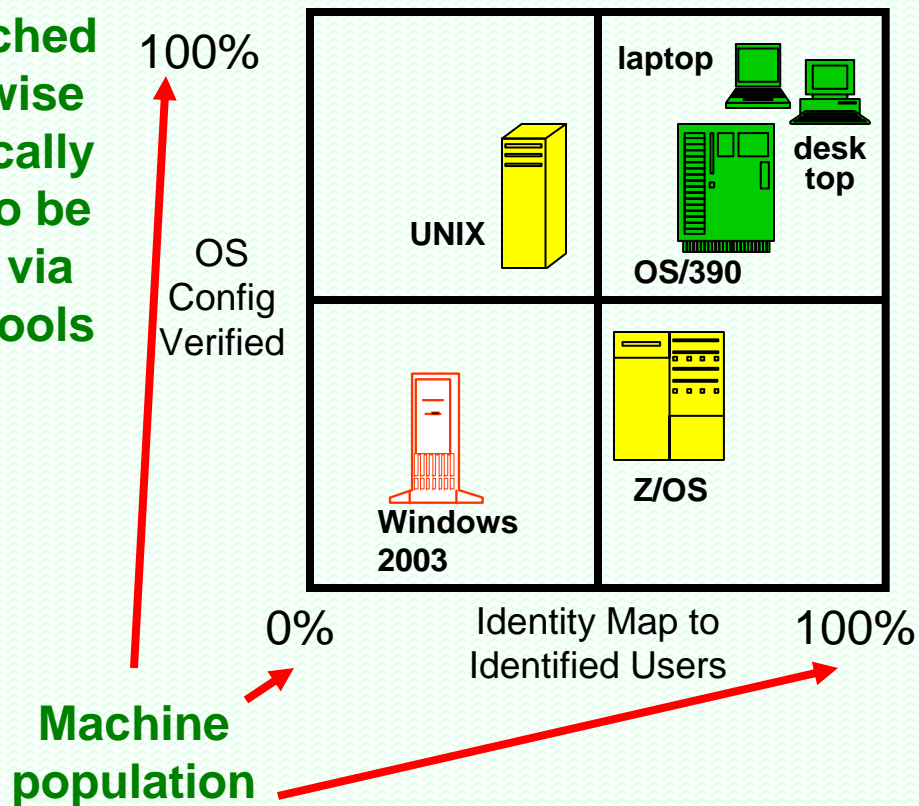 ched
wise
cally
o be
via
ools
100%
OS
Config
Verified
laptop
desk
top
UNIX
OS/390
Windows
2003
Z/OS
0%
Identity Map to
Identified Users
100%
Machine
population